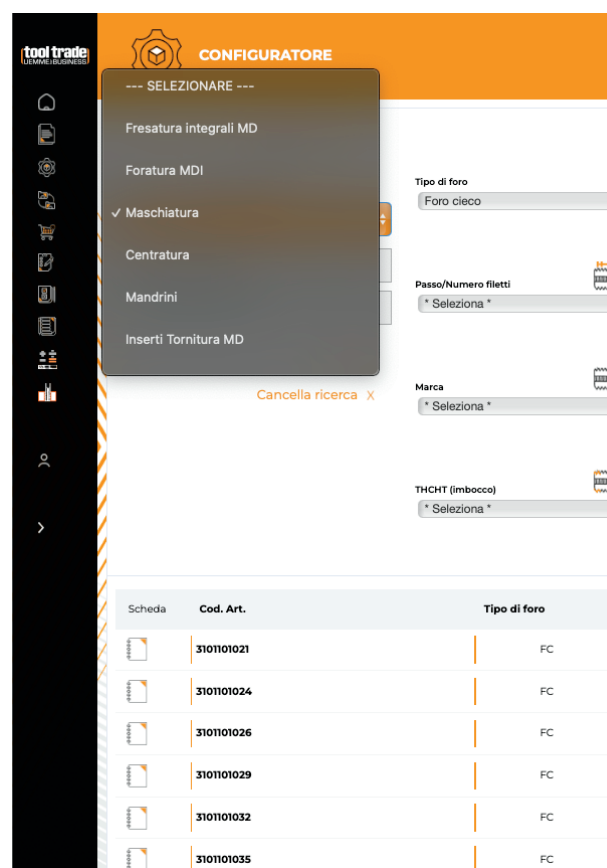 tool trade
UEMME:BUSINESS
CONFIGURATORE
--- SELEZIONARE ---
Fresatura integrali MD
Foratura MDI
✓ Maschiatura
Centratura
Mandrini
Inserti Tornitura MD
Cancella ricerca X
Tipo di foro
Foro cieco
Passo/Numero filetti
* Seleziona *
Marca
* Seleziona *
THCHT (imbocco)
* Seleziona *
Scheda Cod. Art. Tipo di foro
3101101021 FC
3101101024 FC
3101101026 FC
3101101029 FC
3101101032 FC
3101101035 FC